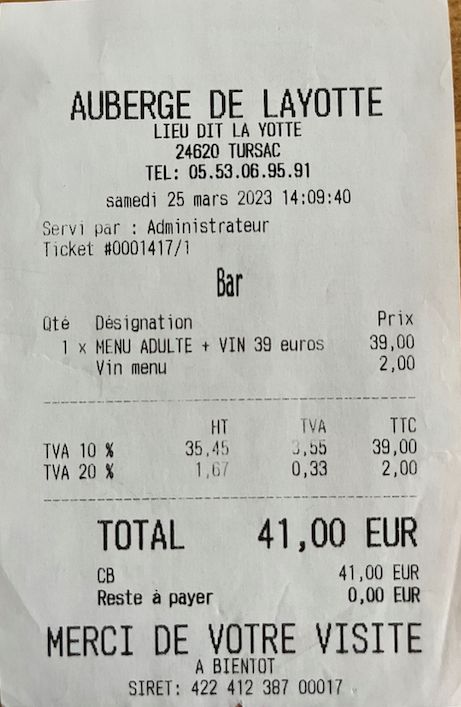 AUBERGE DE LAYOTTE
LIEU DIT LA YOTTE
24620 TURSAC
TEL: 05.53.06.95.91
samedi 25 mars 2023 14:09:40
Servi par : Administrateur
Ticket #0001417/1
Bar
Qté Désignation Prix
1 x MENU ADULTE + VIN 39 euros 39,00
Vin menu 2,00
HT TVA TTC
TVA 10 % 35,45 3,55 39,00
TVA 20 % 1,67 0,33 2,00
TOTAL 41,00 EUR
CB 41,00 EUR
Reste à payer 0,00 EUR
MERCI DE VOTRE VISITE
A BIENTOT
SIRET: 422 412 387 00017